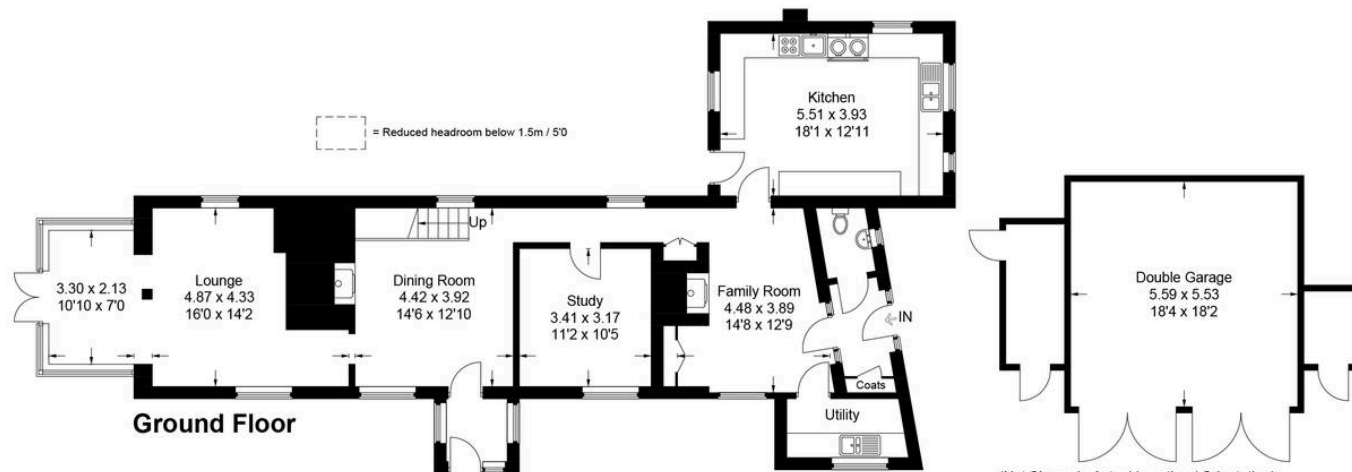 Kitchen
5.51 x 3.93
18'1 x 12'11
= Reduced headroom below 1.5m / 5'0
Up
3.30 x 2.13
10'10 x 7'0
Lounge
4.87 x 4.33
16'0 x 14'2
Dining Room
4.42 x 3.92
14'6 x 12'10
Study
3.41 x 3.17
11'2 x 10'5
Family Room
4.48 x 3.89
14'8 x 12'9
IN
Coats
Utility
Double Garage
5.59 x 5.53
18'4 x 18'2
Ground Floor